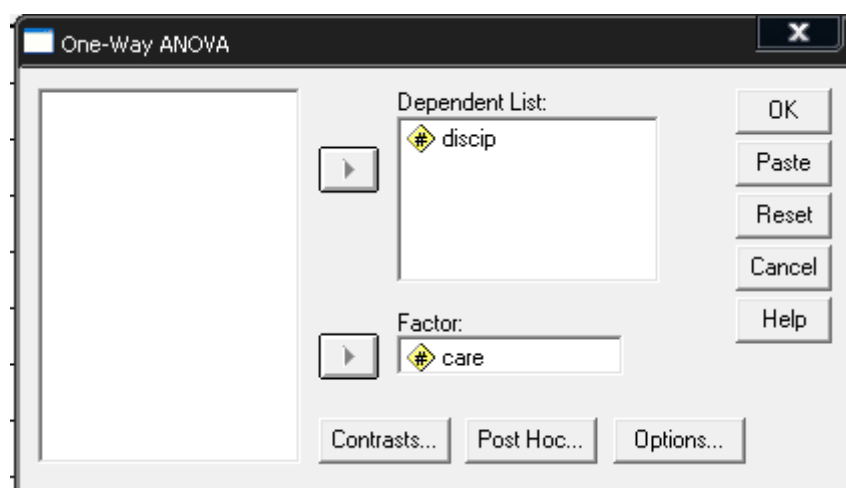 One-Way ANOVA
X
Dependent List:
# discip
OK
Paste
Reset
Cancel
Help
Factor:
# care
Contrasts...
Post Hoc...
Options...